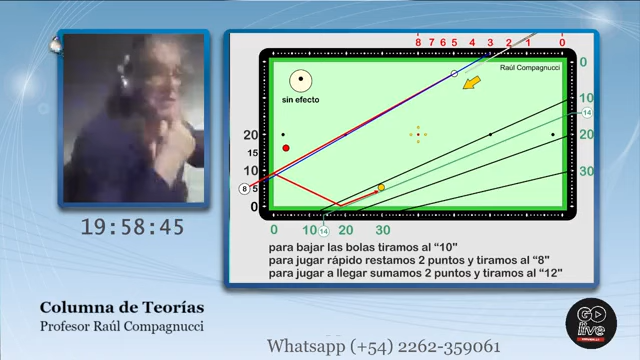 8 7 6 5 4 3 2 1 0
Raúl Compagnucci
sin efecto
0
10
14
20
30
20
15
10
8
5
0
0 10 14 20 30
para bajar las bolas tiramos al "10"
para jugar rápido restamos 2 puntos y tiramos al "8"
para jugar a llegar sumamos 2 puntos y tiramos al "12"
19:58:45
Columna de Teorías
Profesor Raúl Compagnucci
GD
live
Whatsapp (+54) 2262-359061